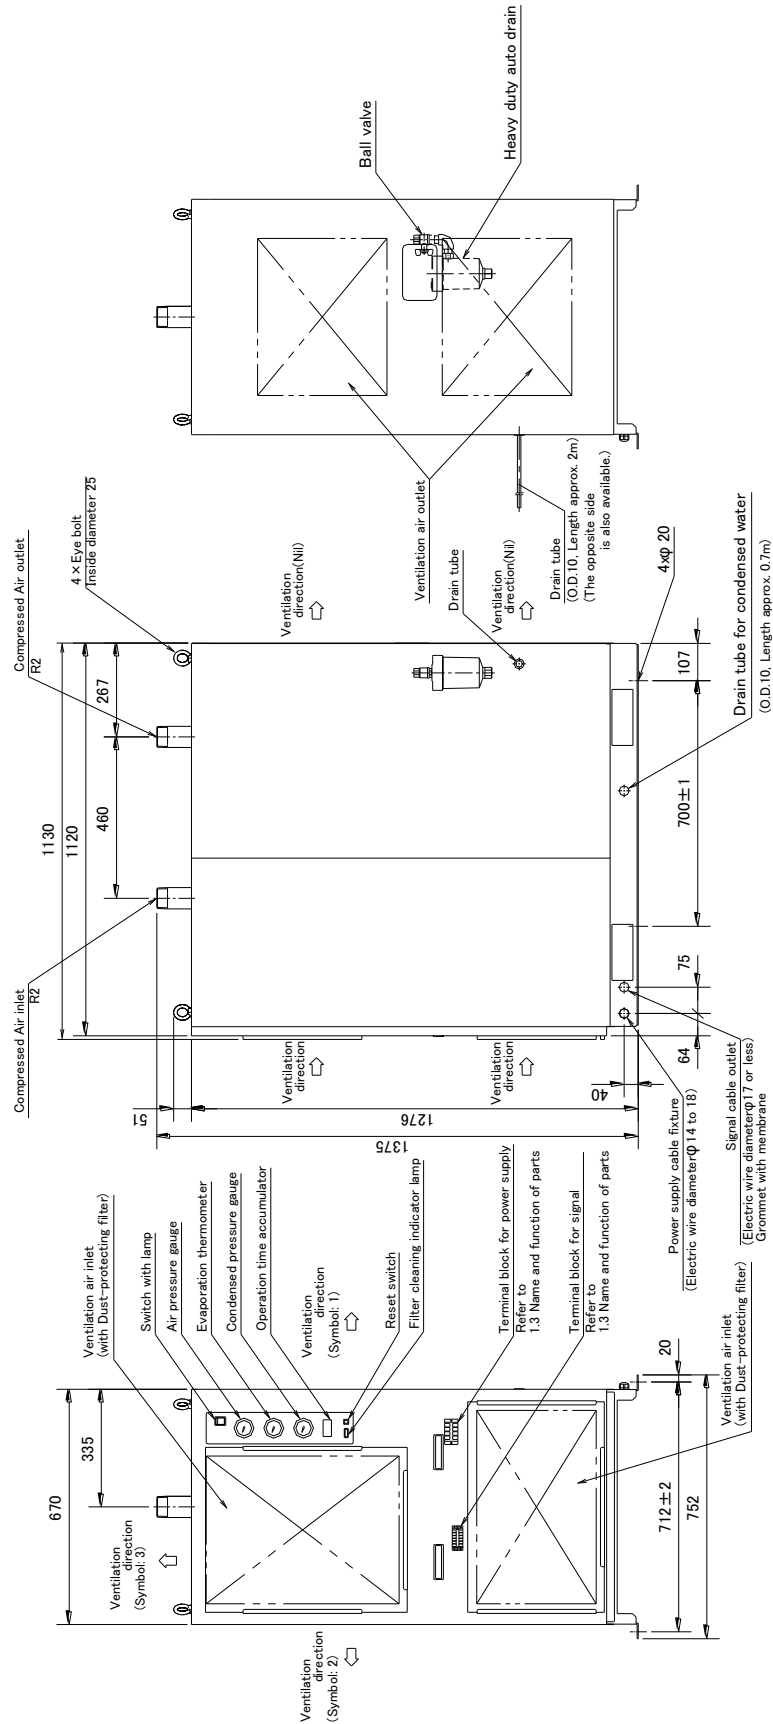 Ball valve
Heavy duty auto drain
Ventilation air outlet
Drain tube
(O.D.10, Length approx. 2m)
(The opposite side
is also available.)
Compressed Air inlet
R2
Compressed Air outlet
R2
4×Eye bolt
Inside diameter 25
1130
1120
460
267
Ventilation
direction(Nil)
Drain tube
Ventilation
direction(Nil)
Ventilation
direction
Ventilation
direction
51
1276
1375
40
64
75
700±1
107
4xφ 20
Drain tube for condensed water
(O.D.10, Length approx. 0.7m)
Power supply cable fixture
(Electric wire diameterφ14 to 18)
Signal cable outlet
(Electric wire diameterφ17 or less)
Grommet with membrane
670
335
Ventilation
direction
(Symbol: 3)
Ventilation
direction
(Symbol: 2)
Ventilation
direction
(Symbol: 1)
Ventilation air inlet
(with Dust-protecting filter)
Switch with lamp
Air pressure gauge
Evaporation thermometer
Condensed pressure gauge
Operation time accumulator
Reset switch
Filter cleaning indicator lamp
Terminal block for power supply
Refer to
1.3 Name and function of parts
Terminal block for signal
Refer to
1.3 Name and function of parts
20
712±2
752
Ventilation air inlet
(with Dust-protecting filter)